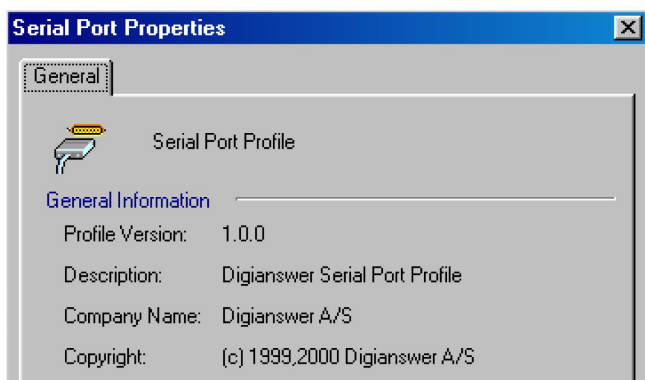 Serial Port Properties
General
Serial Port Profile
General Information
Profile Version: 1.0.0
Description: Digianswer Serial Port Profile
Company Name: Digianswer A/S
Copyright: (c) 1999,2000 Digianswer A/S